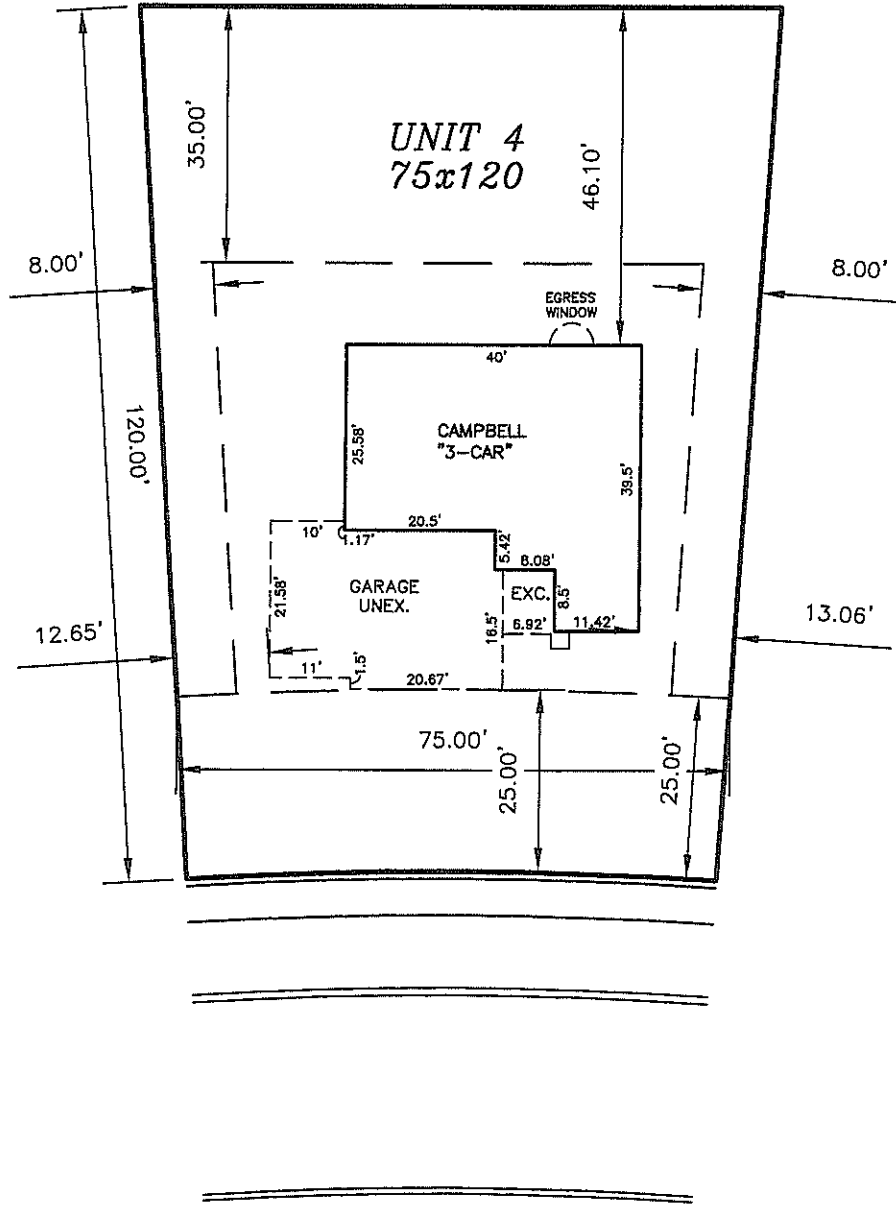 35.00'
UNIT 4
75x120
46.10'
8.00'
8.00'
EGRESS
WINDOW
40'
120.00'
25.58'
CAMPBELL
"3-CAR"
39.5'
10'
1.17'
20.5'
5.42'
8.08'
21.58'
GARAGE
UNEX.
EXC.
8.5'
16.5'
6.92'
11.42'
12.65'
13.06'
11'
1.5'
20.67'
75.00'
25.00'
25.00'